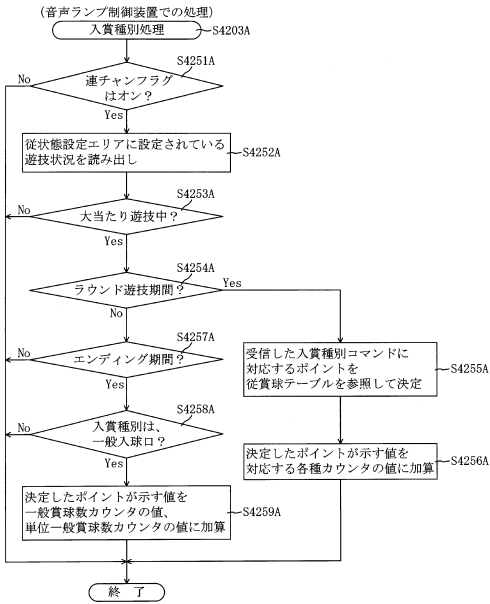 (音声ランプ制御装置での処理)
入賞種別処理
S4203A
S4251A
連チャンフラグ
はオン？
No
Yes
従状態設定エリアに設定されている
遊技状況を読み出し
S4252A
S4253A
大当たり遊技中？
No
Yes
S4254A
ラウンド遊技期間？
Yes
No
S4257A
エンディング期間？
No
Yes
受信した入賞種別コマンドに
対応するポイントを
従賞球テーブルを参照して決定
S4255A
S4258A
入賞種別は、
一般入球口？
No
Yes
決定したポイントが示す値を
対応する各種カウンタの値に加算
S4256A
決定したポイントが示す値を
一般賞球数カウンタの値、
単位一般賞球数カウンタの値に加算
S4259A
終 了